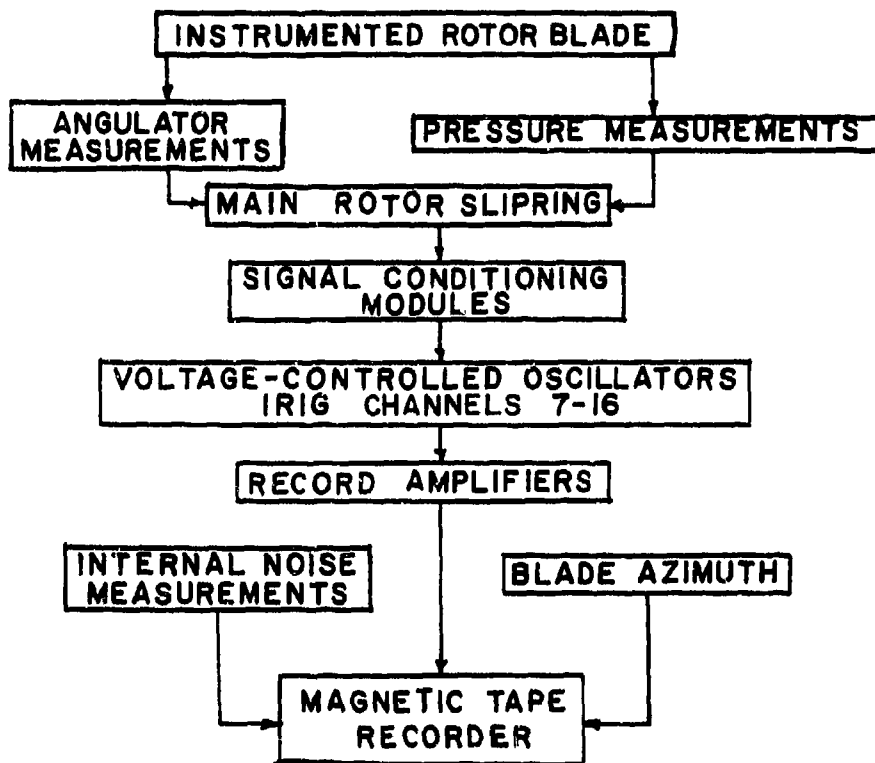 INSTRUMENTED ROTOR BLADE
ANGULATOR
MEASUREMENTS
PRESSURE MEASUREMENTS
MAIN ROTOR SLIPRING
SIGNAL CONDITIONING
MODULES
VOLTAGE-CONTROLLED OSCILLATORS
IRIG CHANNELS 7-16
RECORD AMPLIFIERS
INTERNAL NOISE
MEASUREMENTS
BLADE AZIMUTH
MAGNETIC TAPE
RECORDER